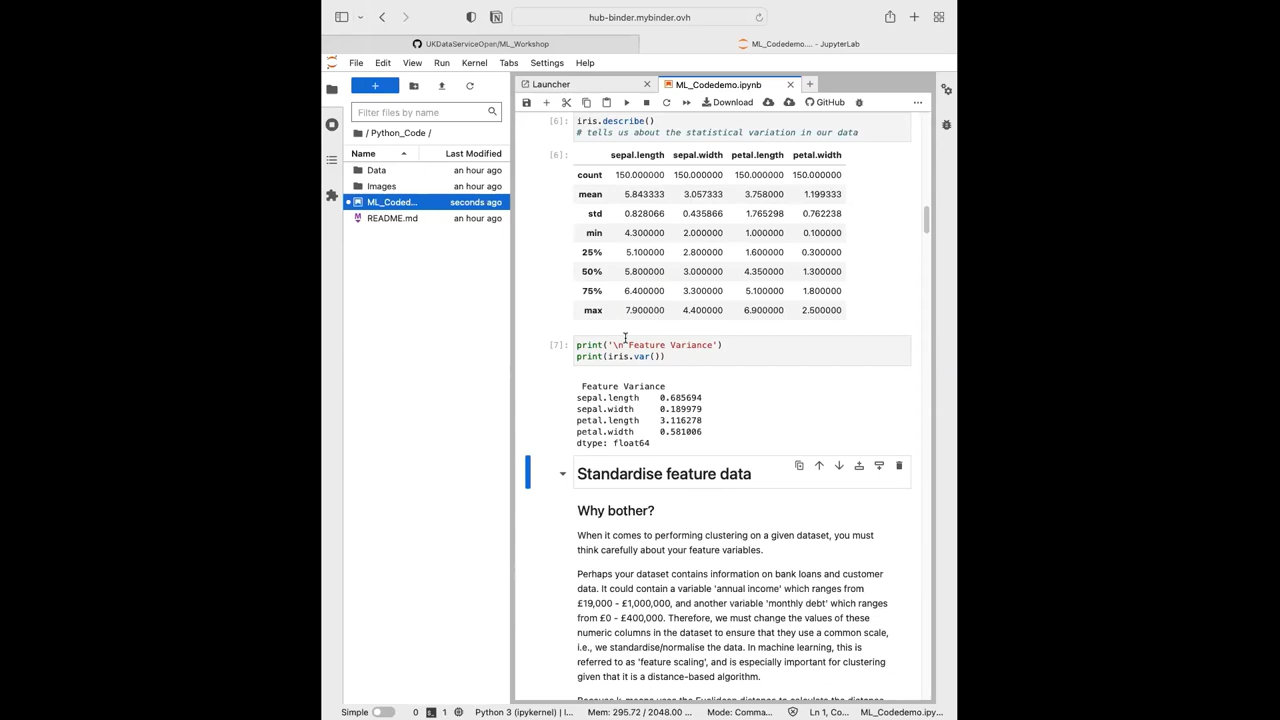 hub-binder.mybinder.ovh
UKDataServiceOpen/ML_Workshop
ML_Codedemo.... - JupyterLab
File Edit View Run Kernel Tabs Settings Help
Launcher
ML_Codedemo.ipynb
Download
GitHub
Filter files by name
/ Python_Code /
Name Last Modified
Data an hour ago
Images an hour ago
ML_Coded... seconds ago
README.md an hour ago
[6]: iris.describe()
# tells us about the statistical variation in our data
[6]: sepal.length sepal.width petal.length petal.width
count 150.000000 150.000000 150.000000 150.000000
mean 5.843333 3.057333 3.758000 1.199333
std 0.828066 0.435866 1.765298 0.762238
min 4.300000 2.000000 1.000000 0.100000
25% 5.100000 2.800000 1.600000 0.300000
50% 5.800000 3.000000 4.350000 1.300000
75% 6.400000 3.300000 5.100000 1.800000
max 7.900000 4.400000 6.900000 2.500000
[7]: print('\n Feature Variance')
print(iris.var())
Feature Variance
sepal.length 0.685694
sepal.width 0.189979
petal.length 3.116278
petal.width 0.581006
dtype: float64
Standardise feature data
Why bother?
When it comes to performing clustering on a given dataset, you must
think carefully about your feature variables.
Perhaps your dataset contains information on bank loans and customer
data. It could contain a variable 'annual income' which ranges from
£19,000 - £1,000,000, and another variable 'monthly debt' which ranges
from £0 - £400,000. Therefore, we must change the values of these
numeric columns in the dataset to ensure that they use a common scale,
i.e., we standardise/normalise the data. In machine learning, this is
referred to as 'feature scaling', and is especially important for clustering
given that it is a distance-based algorithm.
Because k-means uses the Euclidean distance to calculate the distance
Simple 0 1 Python 3 (ipykernel) | I... Mem: 295.72 / 2048.00 ... Mode: Comma... Ln 1, Co... ML_Codedemo.ipy...